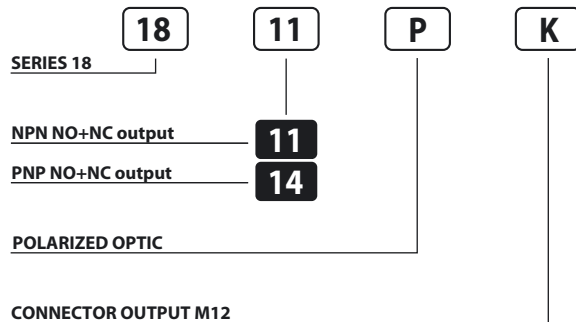 18 11 P K
SERIES 18
NPN NO+NC output 11
PNP NO+NC output 14
POLARIZED OPTIC
CONNECTOR OUTPUT M12